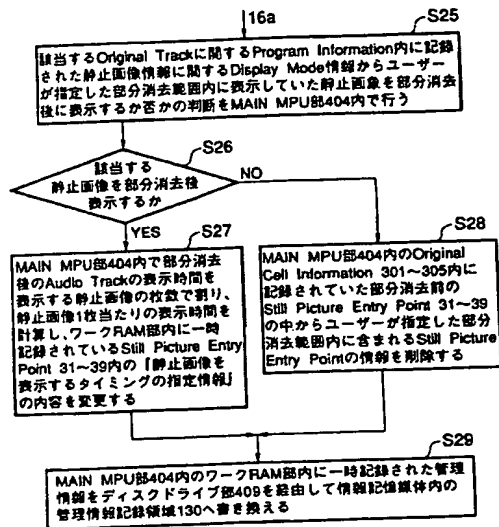 16a
S25
該当するOriginal Trackに関するProgram Information内に記録
された静止画像情報に関するDisplay Mode情報からユーザー
が指定した部分消去範囲内に表示していた静止画象を部分消去
後に表示するか否かの判断をMAIN MPU部404内で行う
S26
該当する
静止画像を部分消去後
表示するか
NO
YES
S27
MAIN MPU部404内で部分消去
後のAudio Trackの表示時間を
表示する静止画像の枚数で割り、
静止画像1枚当たりの表示時間を
計算し、ワークRAM部内に一時
記録されているStill Picture Entry
Point 31～39内の『静止画像を
表示するタイミングの指定情報』
の内容を変更する
S28
MAIN MPU部404内のOriginal
Cell Information 301～305内に
記録されていた部分消去前の
Still Picture Entry Point 31～39
の中からユーザーが指定した部分
消去範囲内に含まれるStill Picture
Entry Pointの情報を削除する
S29
MAIN MPU部404内のワークRAM部内に一時記録された管理
情報をディスクドライブ部409を経由して情報記憶媒体内の
管理情報記録領域130へ書き換える